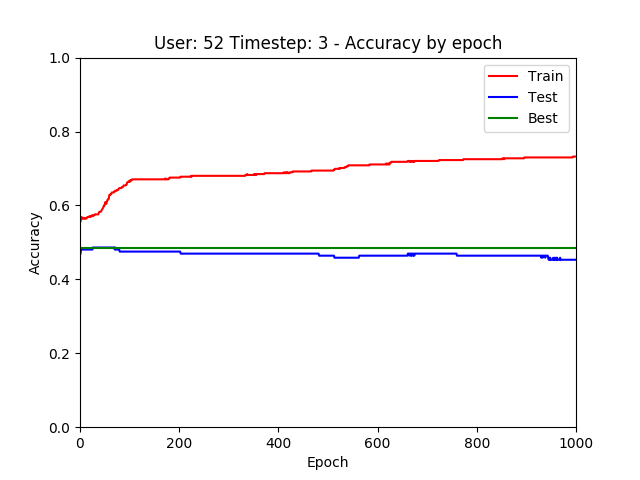 User: 52 Timestep: 3 - Accuracy by epoch
1.0
0.8
0.6
0.4
0.2
0.0
Accuracy
Train
Test
Best
0 200 400 600 800 1000
Epoch